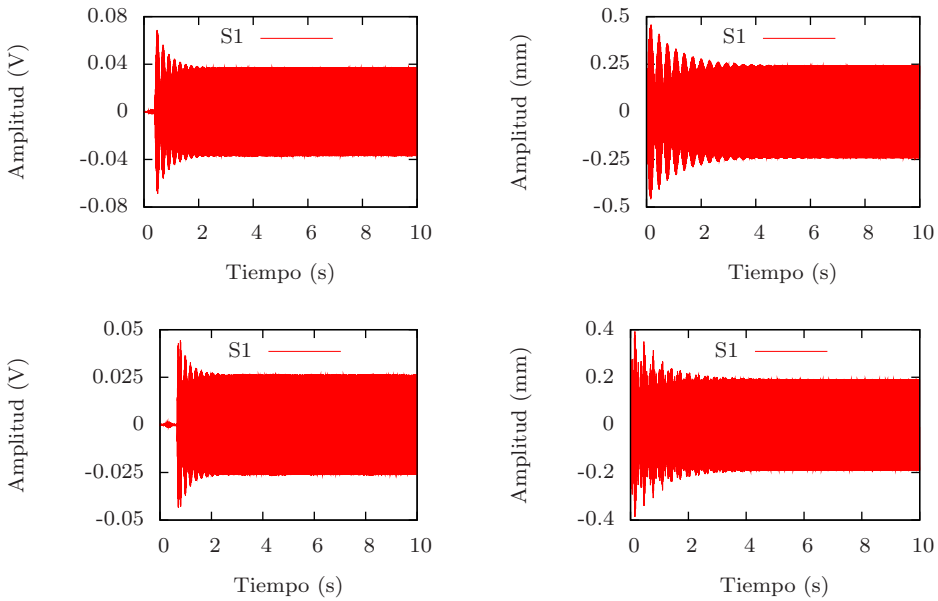 0.08
0.04
0
-0.04
-0.08
0 2 4 6 8 10
Amplitud (V)
Tiempo (s)
S1
0.5
0.25
0
-0.25
-0.5
0 2 4 6 8 10
Amplitud (mm)
Tiempo (s)
S1
0.05
0.025
0
-0.025
-0.05
0 2 4 6 8 10
Amplitud (V)
Tiempo (s)
S1
0.4
0.2
0
-0.2
-0.4
0 2 4 6 8 10
Amplitud (mm)
Tiempo (s)
S1